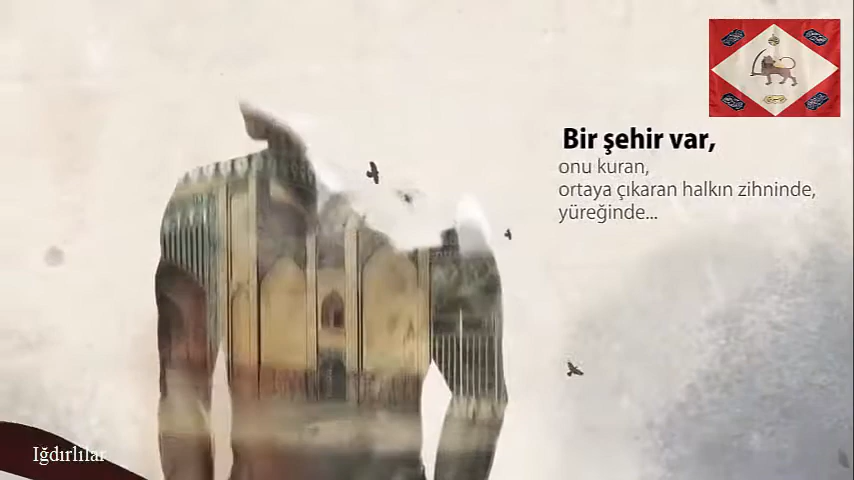 Bir şehir var,
onu kuran,
ortaya çıkaran halkın zihninde,
yüreğinde...
Iğdırlılar